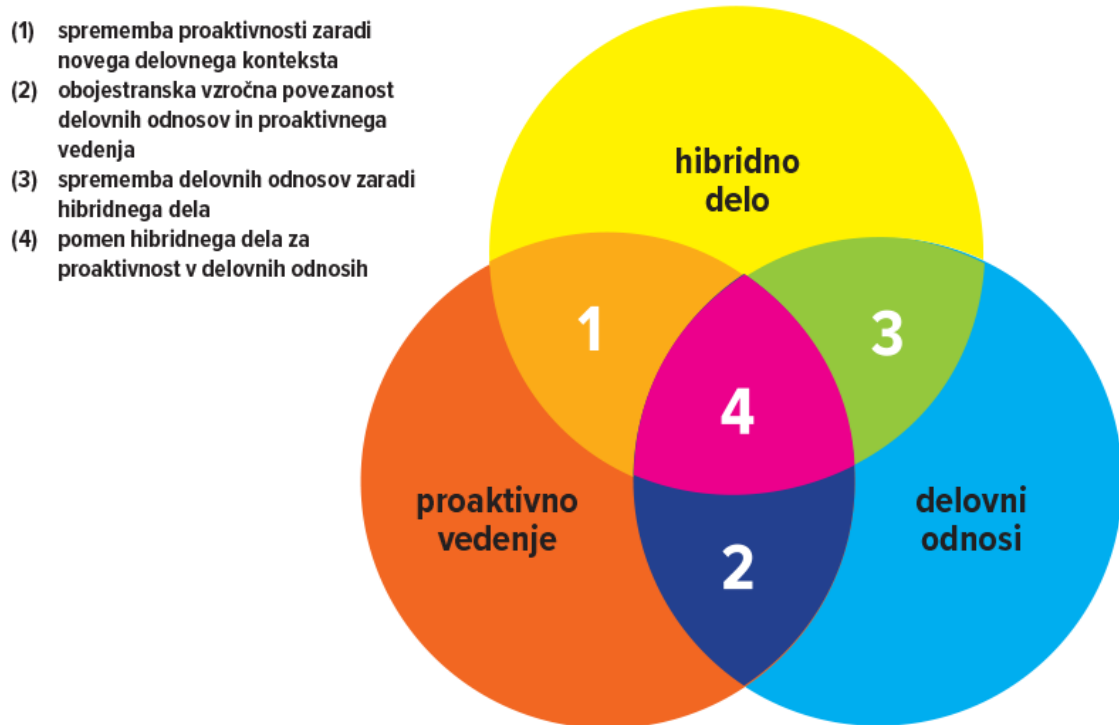 (1) sprememba proaktivnosti zaradi
novega delovnega konteksta
(2) obojestranska vzročna povezanost
delovnih odnosov in proaktivnega
vedenja
(3) sprememba delovnih odnosov zaradi
hibridnega dela
(4) pomen hibridnega dela za
proaktivnost v delovnih odnosih
hibridno
delo
1
3
4
proaktivno
vedenje
delovni
odnosi
2